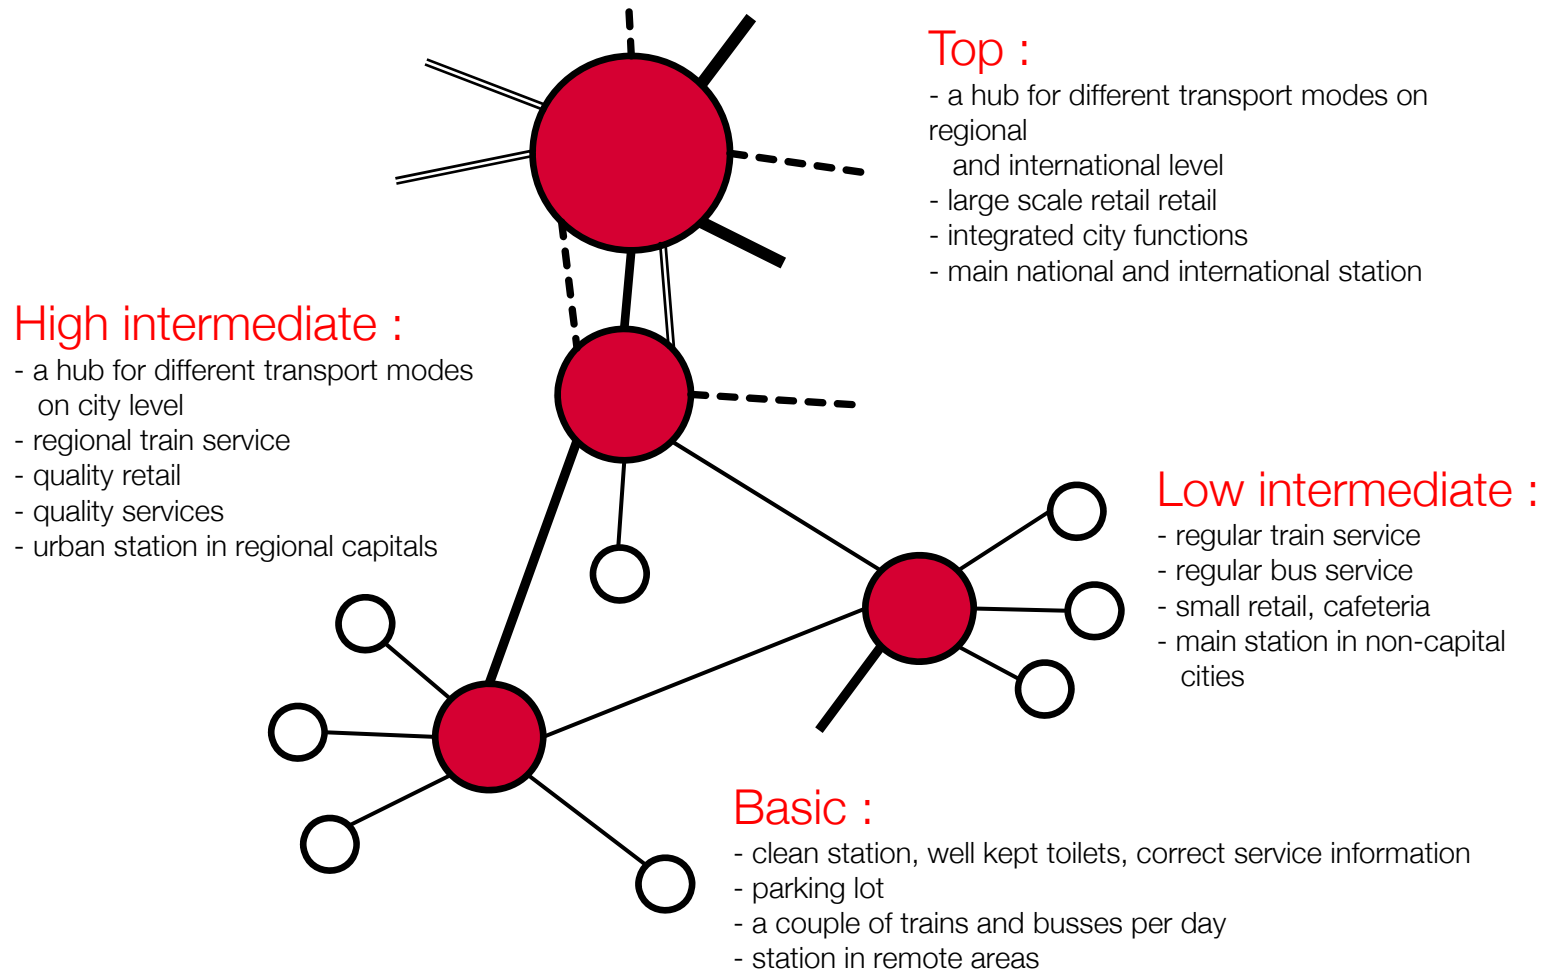 Top :
- a hub for different transport modes on
regional
and international level
- large scale retail retail
- integrated city functions
- main national and international station
High intermediate :
- a hub for different transport modes
on city level
- regional train service
- quality retail
- quality services
- urban station in regional capitals
Low intermediate :
- regular train service
- regular bus service
- small retail, cafeteria
- main station in non-capital
cities
Basic :
- clean station, well kept toilets, correct service information
- parking lot
- a couple of trains and busses per day
- station in remote areas